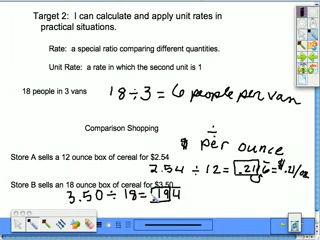 Target 2: I can calculate and apply unit rates in
practical situations.
Rate: a special ratio comparing different quantities.
Unit Rate: a rate in which the second unit is 1
18 people in 3 vans
18 ÷ 3 = 6 people per van
Comparison Shopping
÷
$ per ounce
Store A sells a 12 ounce box of cereal for $2.54
2.54 ÷ 12 = .216 = $.21/oz
Store B sells an 18 ounce box of cereal for $3.50
3.50 ÷ 18 = .194